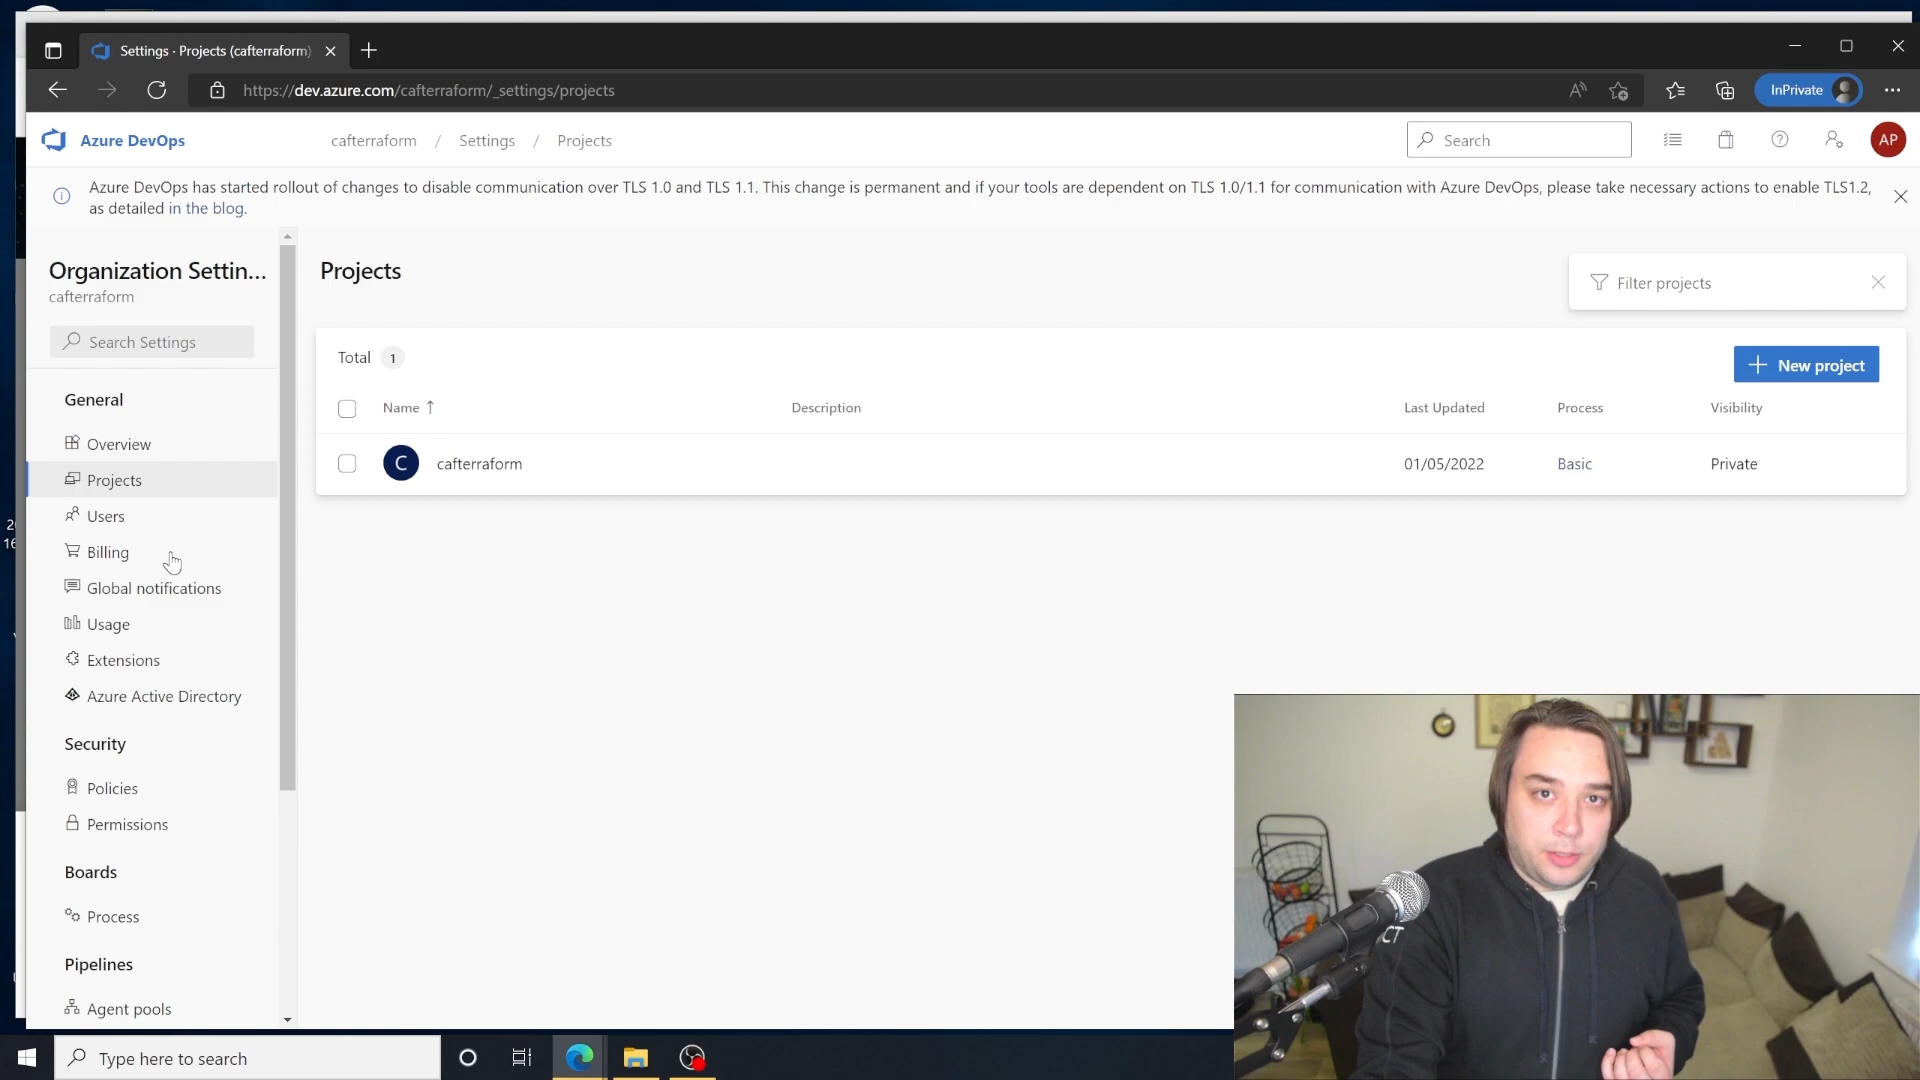 Settings · Projects (cafterraform)
https://dev.azure.com/cafterraform/_settings/projects
InPrivate
Azure DevOps
cafterraform / Settings / Projects
Search
AP
Azure DevOps has started rollout of changes to disable communication over TLS 1.0 and TLS 1.1. This change is permanent and if your tools are dependent on TLS 1.0/1.1 for communication with Azure DevOps, please take necessary actions to enable TLS1.2,
as detailed in the blog.
Organization Settin...
cafterraform
Search Settings
General
Overview
Projects
Users
Billing
Global notifications
Usage
Extensions
Azure Active Directory
Security
Policies
Permissions
Boards
Process
Pipelines
Agent pools
Projects
Filter projects
Total 1
New project
Name ↑ Description Last Updated Process Visibility
C cafterraform 01/05/2022 Basic Private
CT
Type here to search